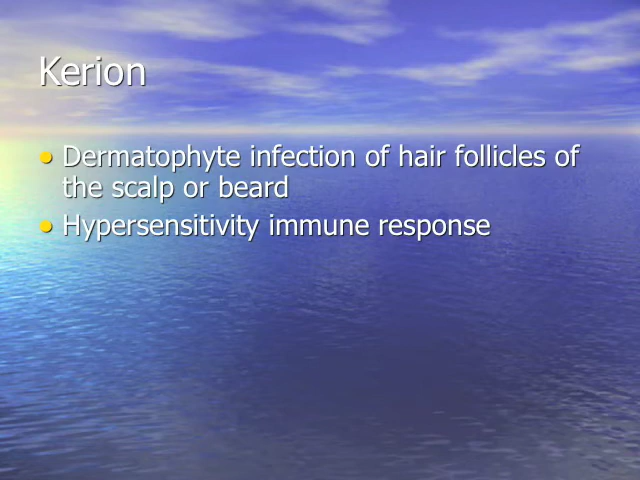 Kerion
• Dermatophyte infection of hair follicles of
the scalp or beard
• Hypersensitivity immune response